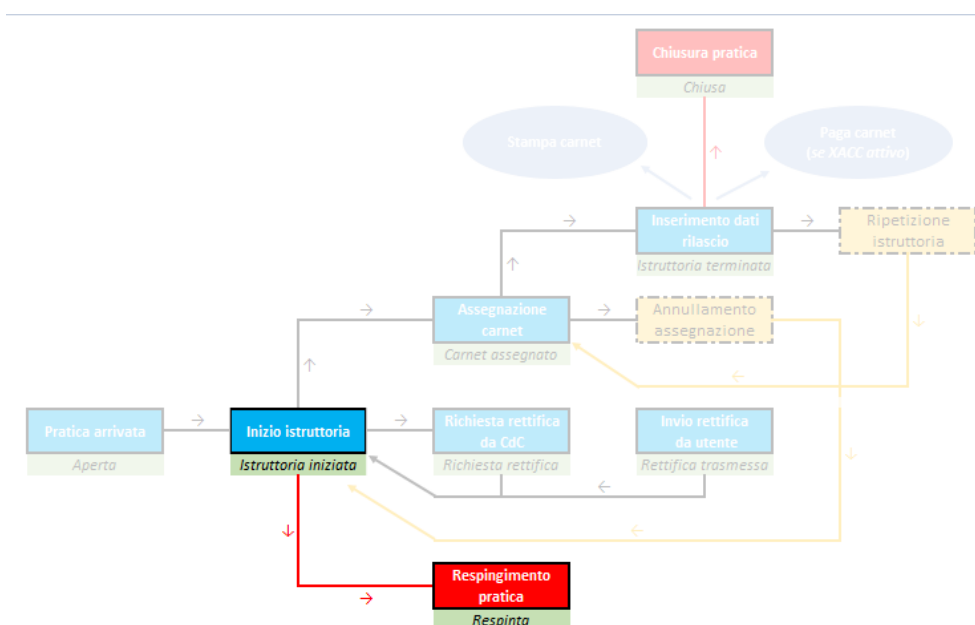 Chiusura pratica
Chiusa
Stampa carnet
Paga carnet
(se XACC attivo)
Inserimento dati
rilascio
Istruttoria terminata
Ripetizione
istruttoria
Assegnazione
carnet
Carnet assegnato
Annullamento
assegnazione
Pratica arrivata
Aperta
Inizio istruttoria
Istruttoria iniziata
Richiesta rettifica
da CdC
Richiesta rettifica
Invio rettifica
da utente
Rettifica trasmessa
Respingimento
pratica
Respinta